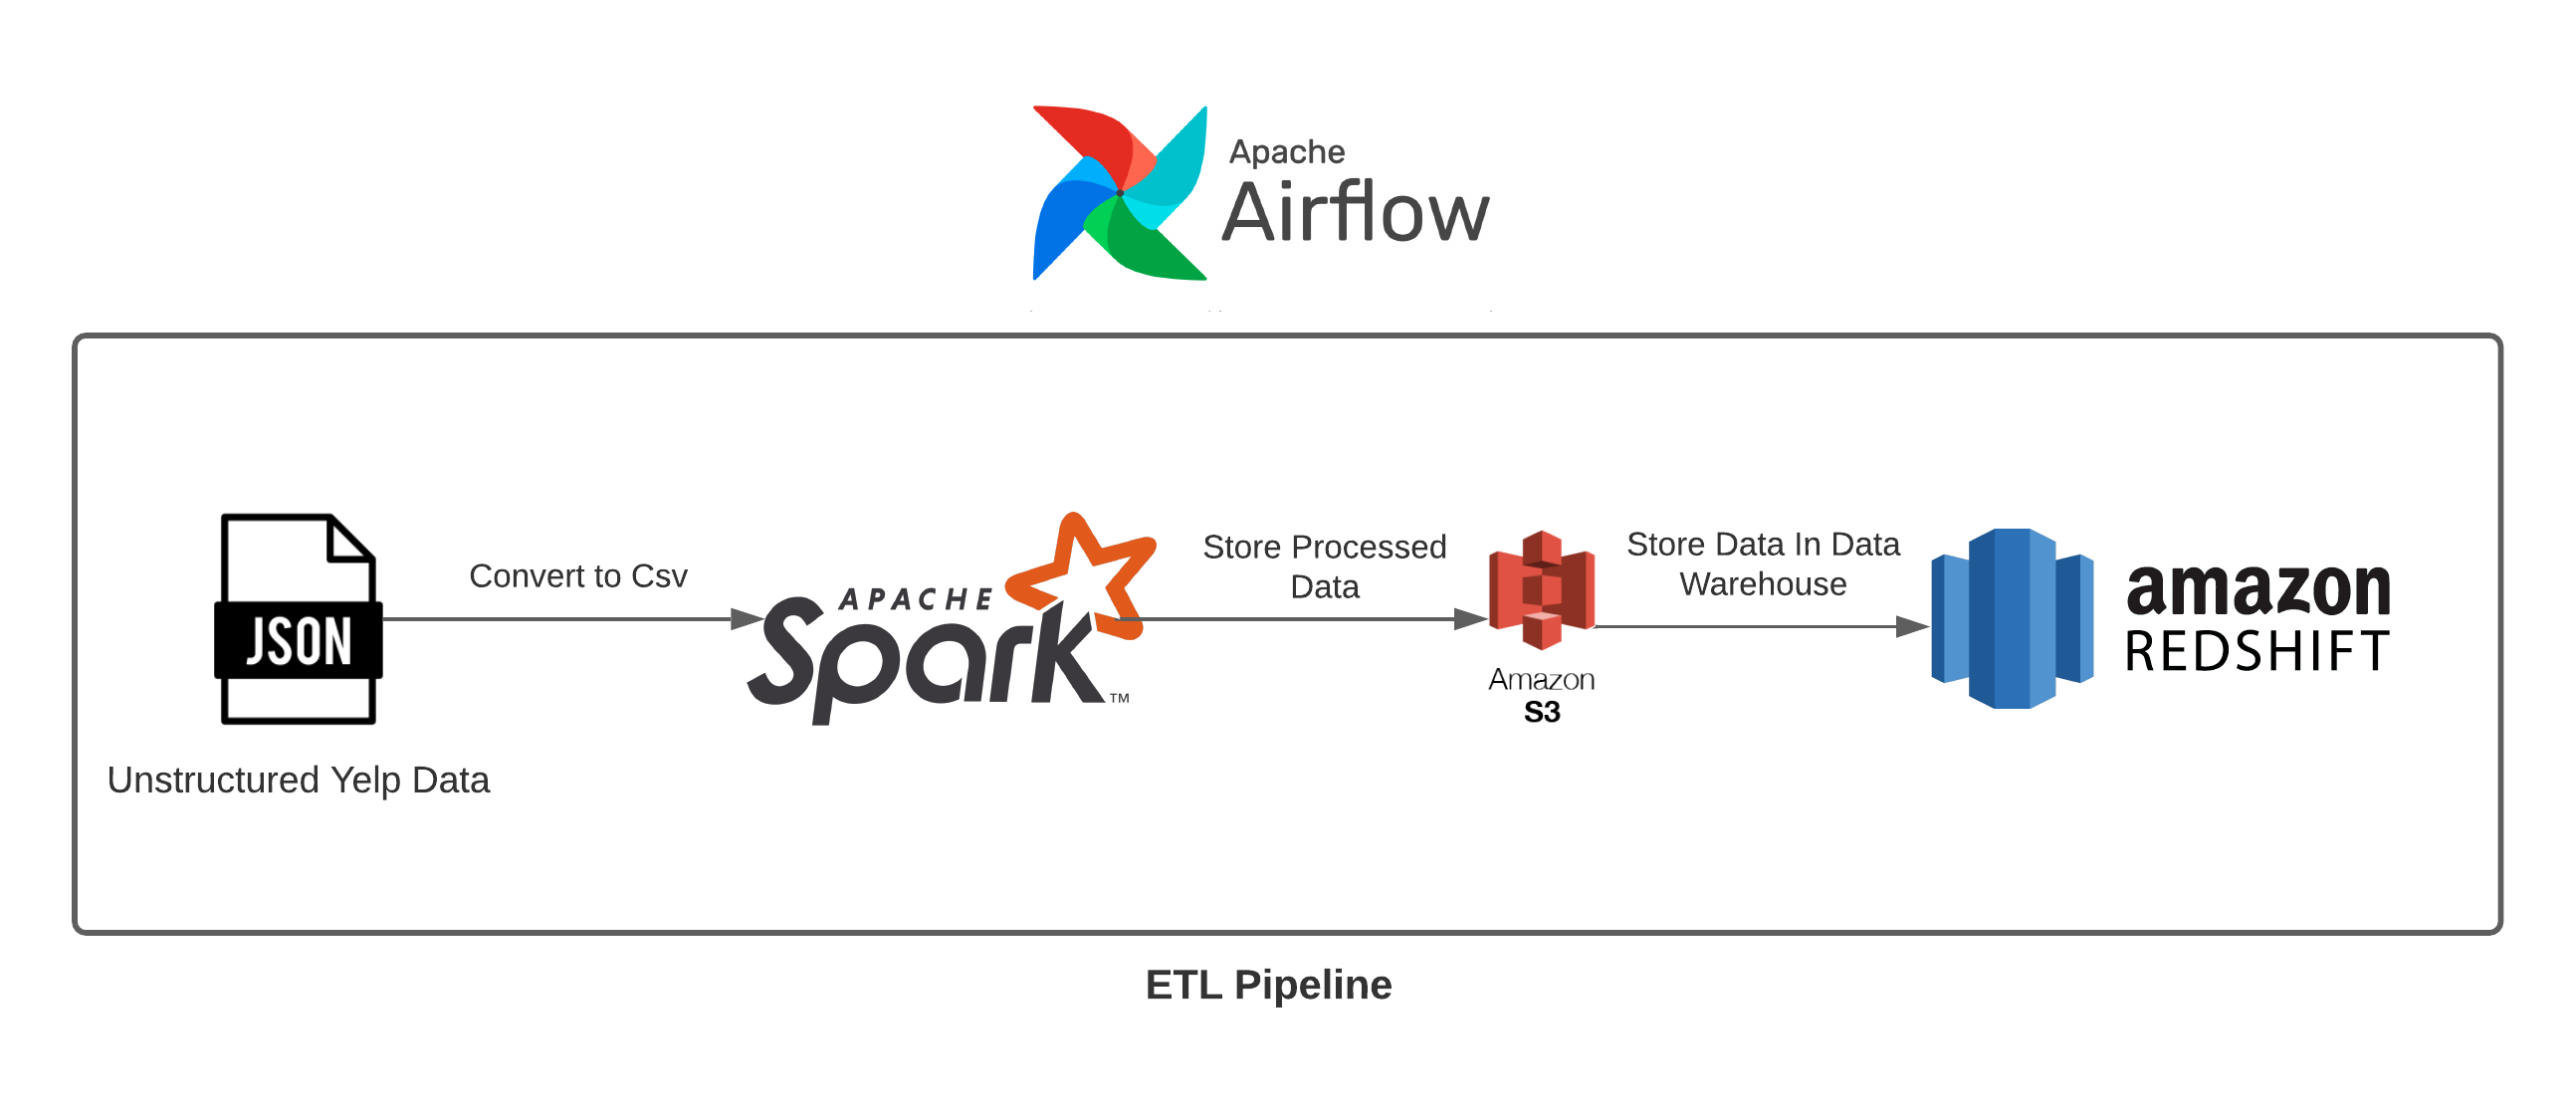 Apache
Airflow
Convert to Csv
Store Processed
Data
Store Data In Data
Warehouse
JSON
APACHE
Spark™
Amazon
S3
amazon
REDSHIFT
Unstructured Yelp Data
ETL Pipeline